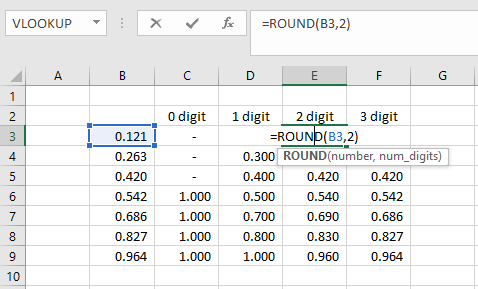 VLOOKUP =ROUND(B3,2)
A B C D E F G
1
2 0 digit 1 digit 2 digit 3 digit
3 0.121 - =ROUND(B3,2)
ROUND(number, num_digits)
4 0.263 - 0.300
5 0.420 - 0.400 0.420 0.420
6 0.542 1.000 0.500 0.540 0.542
7 0.686 1.000 0.700 0.690 0.686
8 0.827 1.000 0.800 0.830 0.827
9 0.964 1.000 1.000 0.960 0.964
10